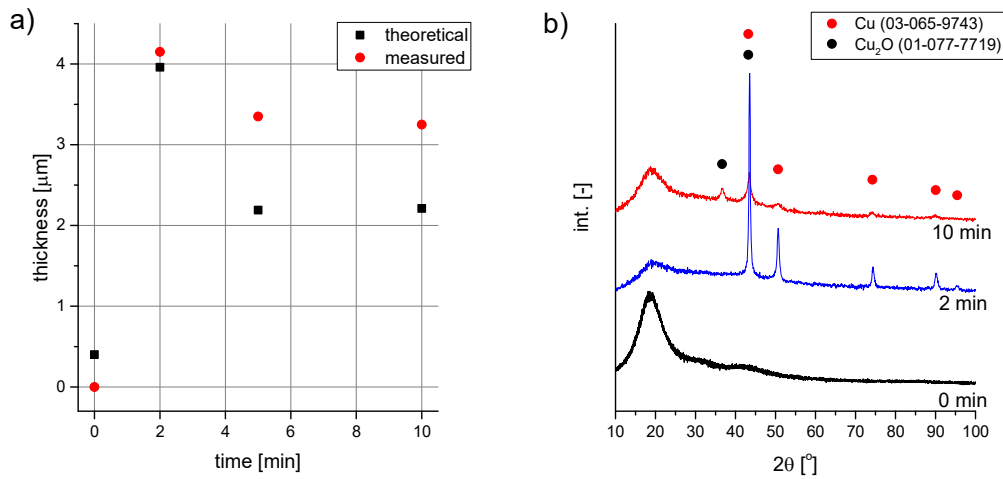 a)
theoretical
measured
4
3
2
1
0
thickness [μm]
0 2 4 6 8 10
time [min]
b)
Cu (03-065-9743)
Cu₂O (01-077-7719)
int. [-]
10 min
2 min
0 min
10 20 30 40 50 60 70 80 90 100
2θ [°]